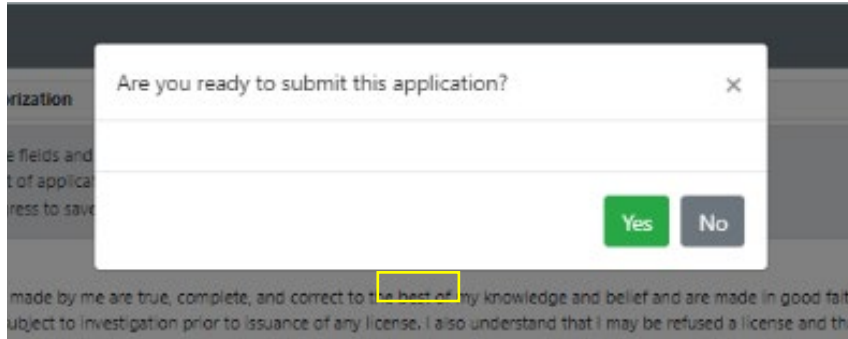 Are you ready to submit this application? ×
orization
e fields and
t of applica
ress to save
Yes No
made by me are true, complete, and correct to the best of my knowledge and belief and are made in good fait
ubject to investigation prior to issuance of any license. I also understand that I may be refused a license and th